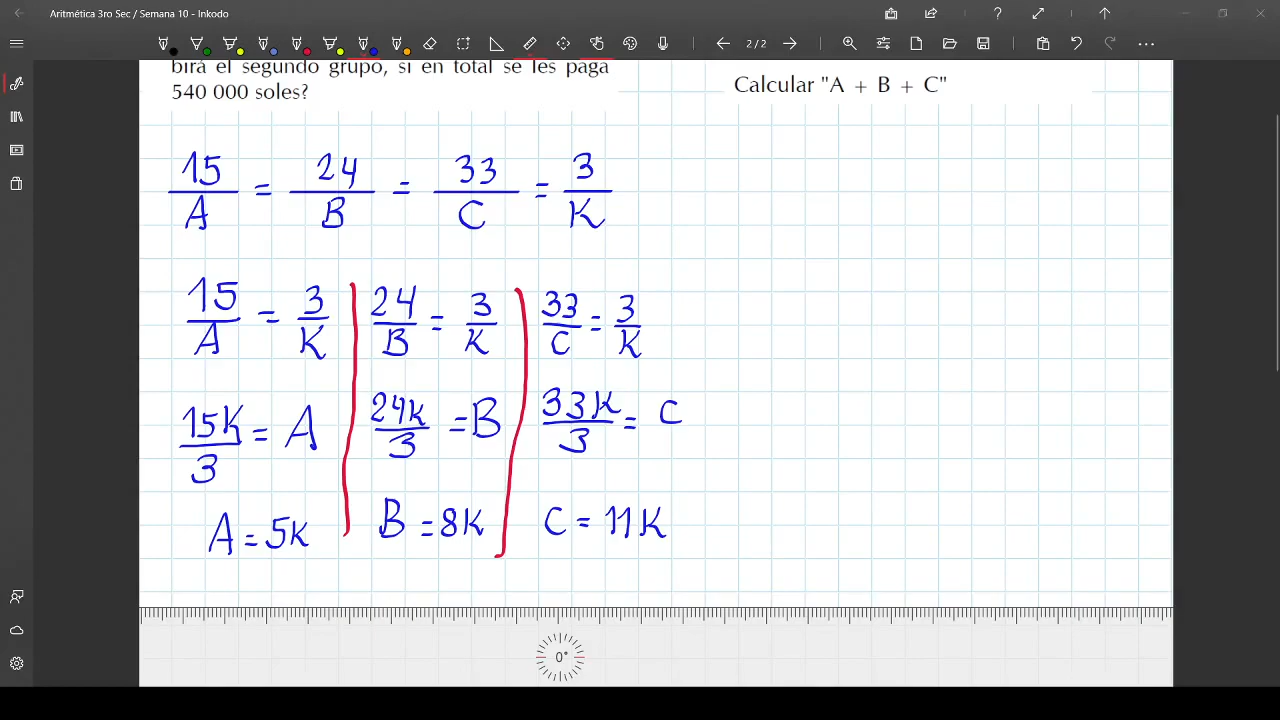 Aritmética 3ro Sec / Semana 10 - Inkodo
2/2
birá el segundo grupo, si en total se les paga
540 000 soles?
Calcular "A + B + C"
15/A = 24/B = 33/C = 3/K
15/A = 3/K
24/B = 3/K
33/C = 3/K
15K/3 = A
24K/3 = B
33K/3 = C
A = 5K
B = 8K
C = 11K
0°